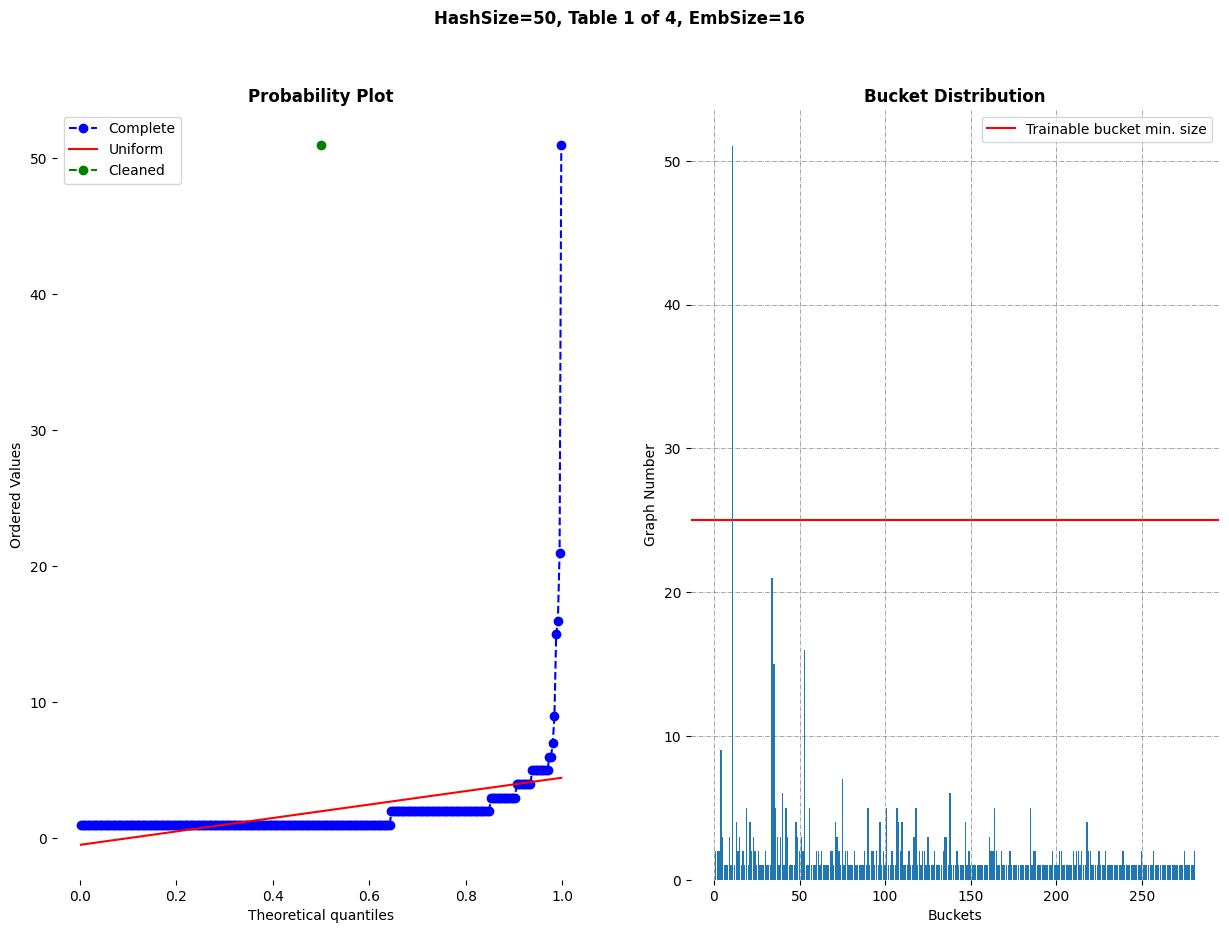 HashSize=50, Table 1 of 4, EmbSize=16
Probability Plot
Complete
Uniform
Cleaned
50
40
30
20
10
0
Ordered Values
0.0 0.2 0.4 0.6 0.8 1.0
Theoretical quantiles
Bucket Distribution
Trainable bucket min. size
50
40
30
20
10
0
Graph Number
0 50 100 150 200 250
Buckets